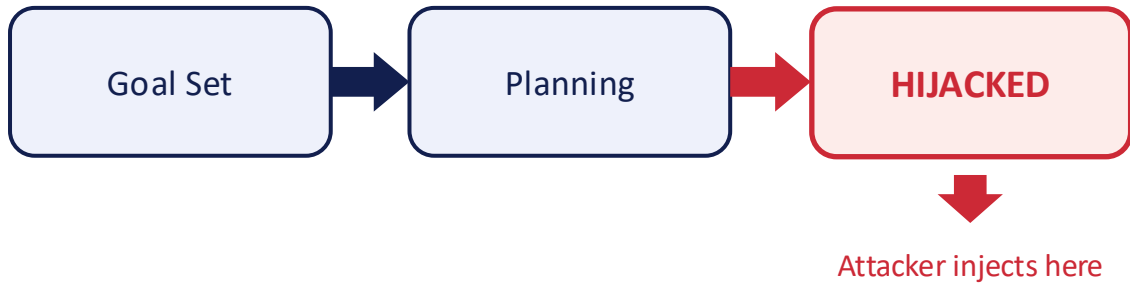 Goal Set
Planning
HIJACKED
Attacker injects here